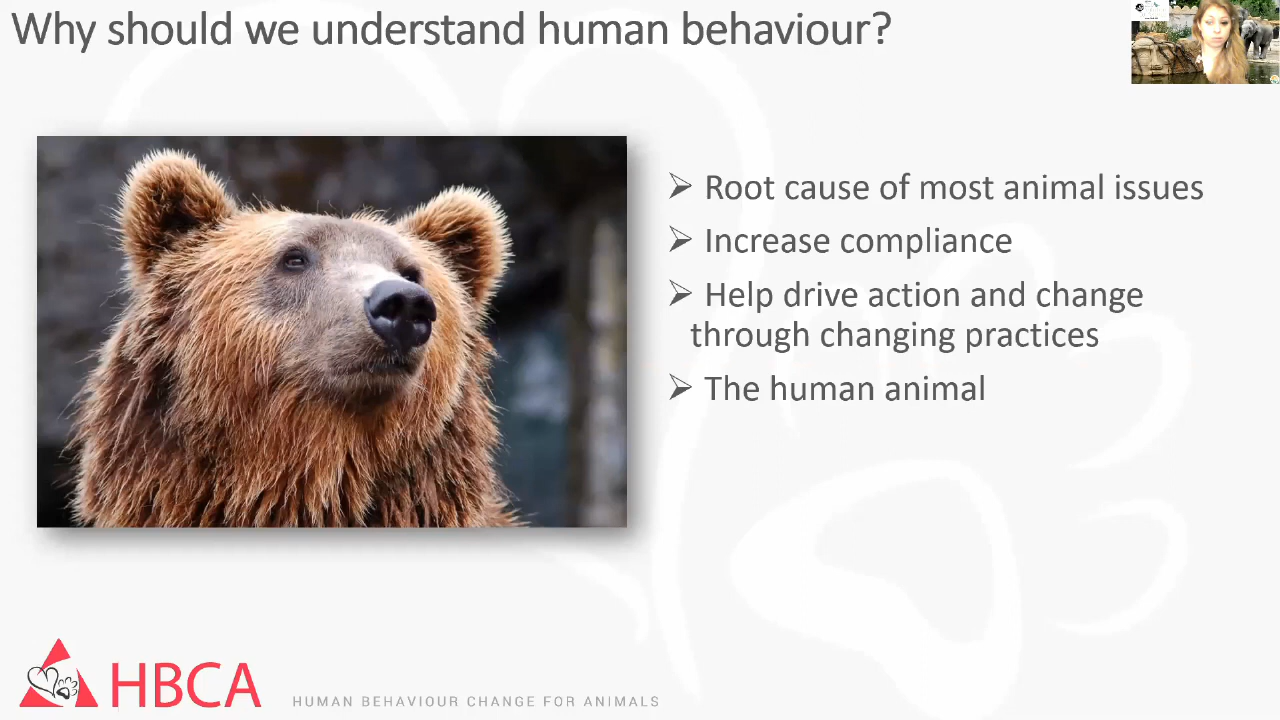 Why should we understand human behaviour?
➢ Root cause of most animal issues
➢ Increase compliance
➢ Help drive action and change
through changing practices
➢ The human animal
HBCA
HUMAN BEHAVIOUR CHANGE FOR ANIMALS